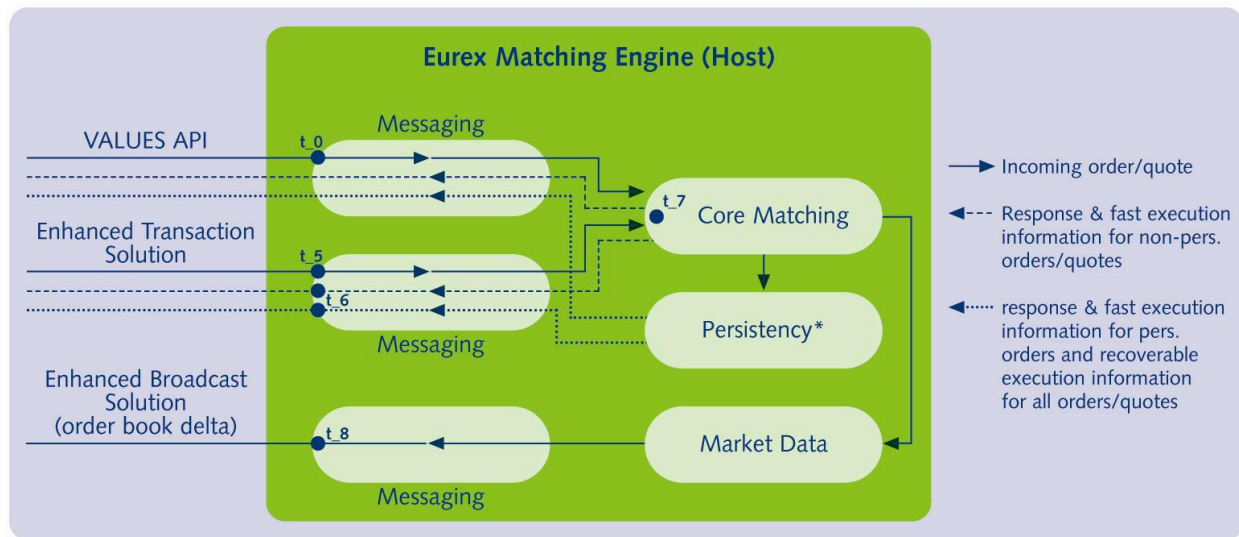 Eurex Matching Engine (Host)
Messaging
VALUES API
t_0
t_7
Core Matching
Enhanced Transaction
Solution
t_5
t_6
Messaging
Persistency*
Enhanced Broadcast
Solution
(order book delta)
t_8
Market Data
Messaging
Incoming order/quote
Response & fast execution
information for non-pers.
orders/quotes
response & fast execution
information for pers.
orders and recoverable
execution information
for all orders/quotes